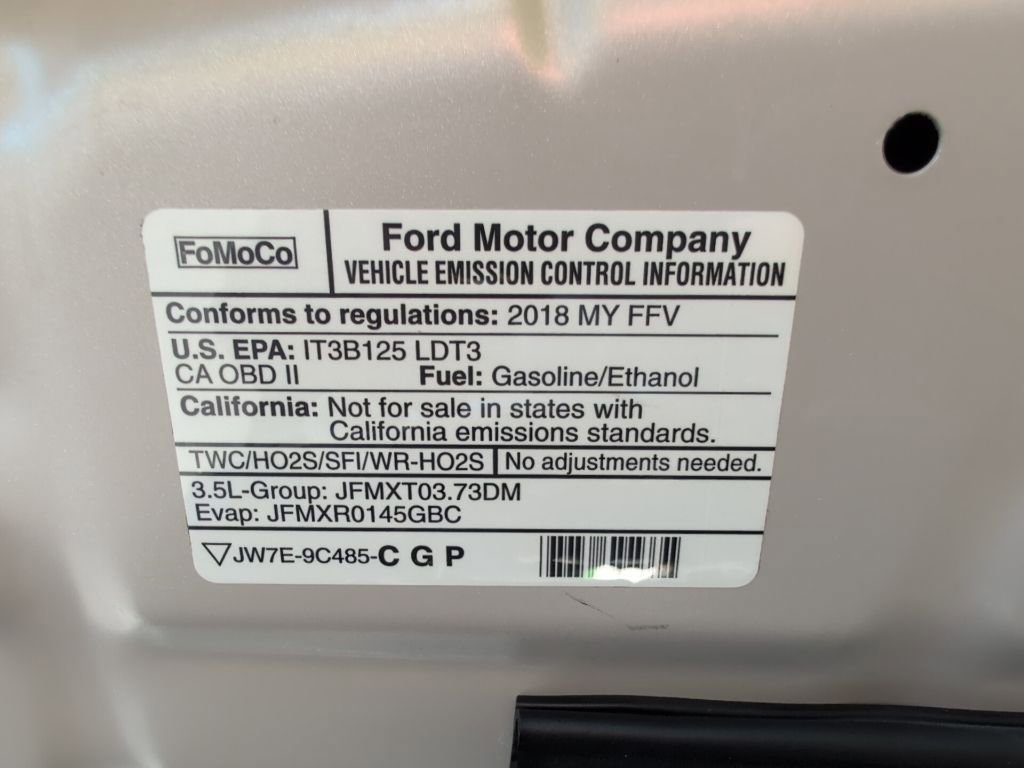 FoMoCo
Ford Motor Company
VEHICLE EMISSION CONTROL INFORMATION
Conforms to regulations: 2018 MY FFV
U.S. EPA: IT3B125 LDT3
CA OBD II Fuel: Gasoline/Ethanol
California: Not for sale in states with
California emissions standards.
TWC/HO2S/SFI/WR-HO2S No adjustments needed.
3.5L-Group: JFMXT03.73DM
Evap: JFMXR0145GBC
JW7E-9C485-C G P